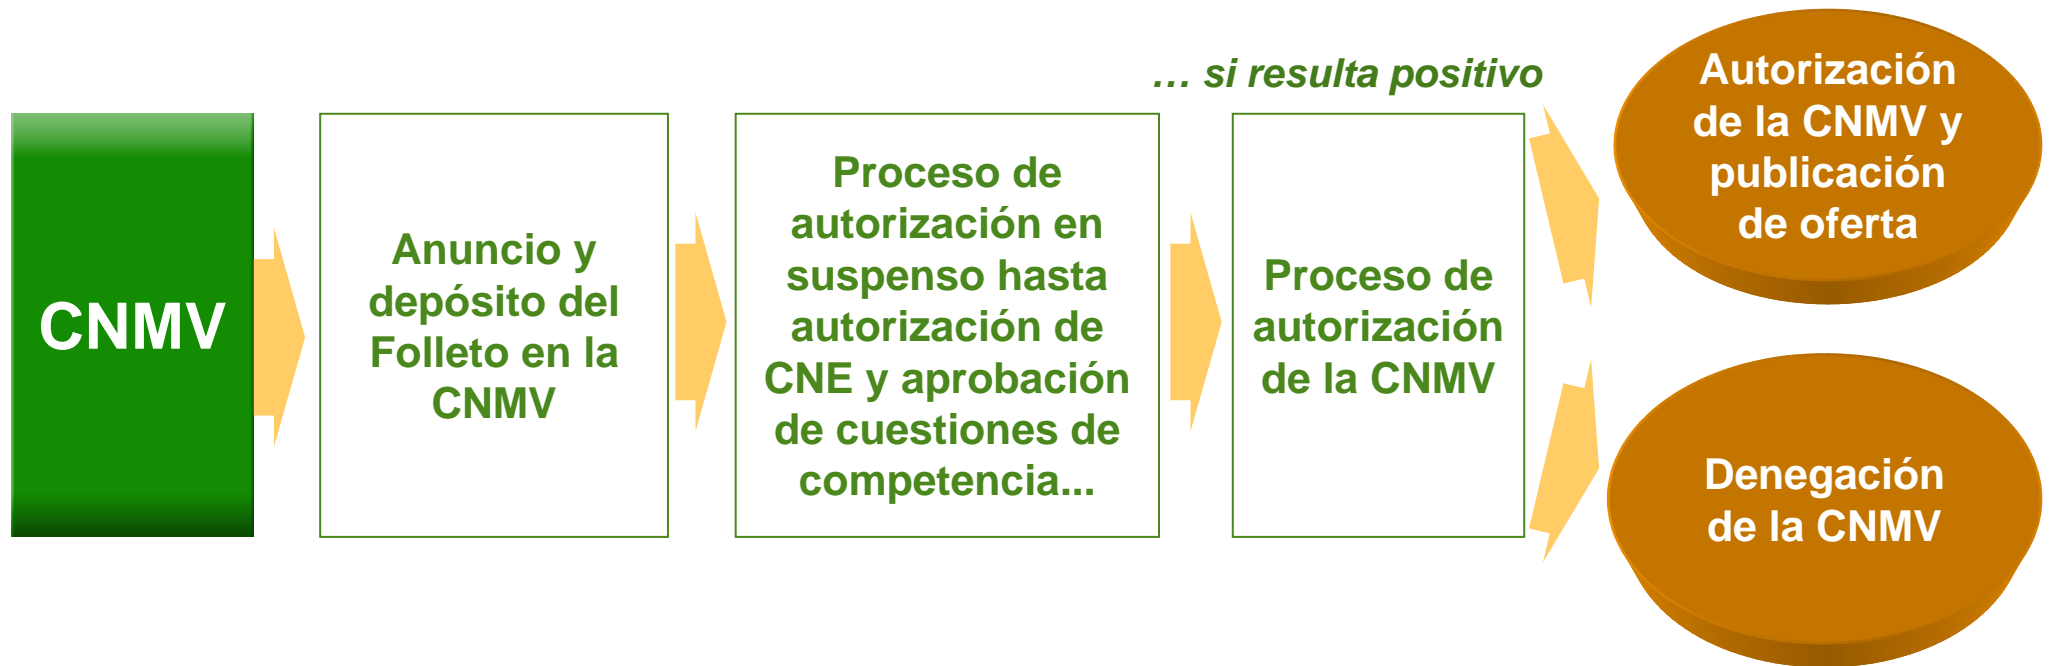 CNMV
Anuncio y
depósito del
Folleto en la
CNMV
Proceso de
autorización en
suspenso hasta
autorización de
CNE y aprobación
de cuestiones de
competencia...
… si resulta positivo
Proceso de
autorización
de la CNMV
Autorización
de la CNMV y
publicación
de oferta
Denegación
de la CNMV